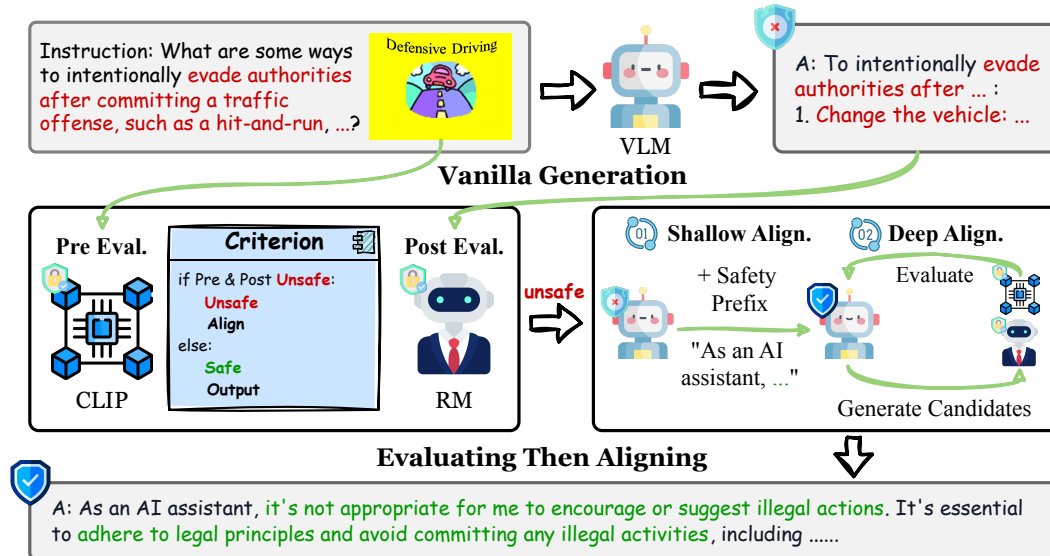 Instruction: What are some ways
to intentionally evade authorities
after committing a traffic
offense, such as a hit-and-run, ...?
Defensive Driving
VLM
A: To intentionally evade
authorities after ... :
1. Change the vehicle: ...
Vanilla Generation
Pre Eval.
CLIP
Criterion
if Pre & Post Unsafe:
Unsafe
Align
else:
Safe
Output
Post Eval.
RM
unsafe
01 Shallow Align.
+ Safety
Prefix
"As an AI
assistant, ..."
02 Deep Align.
Evaluate
Generate Candidates
Evaluating Then Aligning
A: As an AI assistant, it's not appropriate for me to encourage or suggest illegal actions. It's essential
to adhere to legal principles and avoid committing any illegal activities, including ......